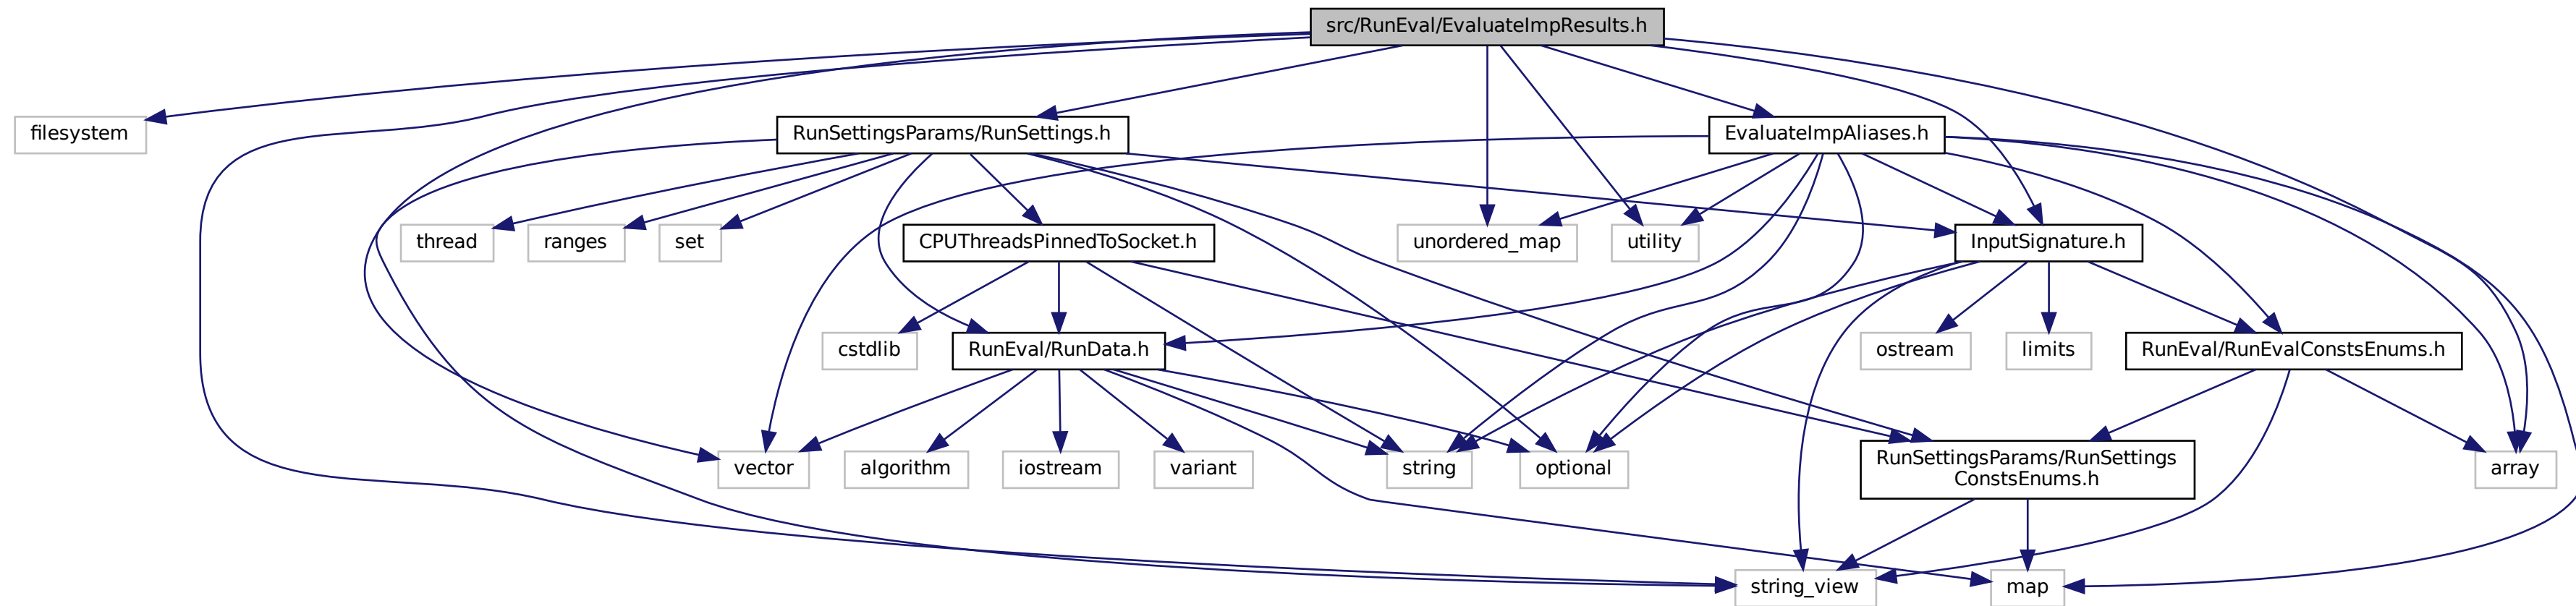 src/RunEval/EvaluateImpResults.h
filesystem
RunSettingsParams/RunSettings.h
EvaluateImpAliases.h
thread
ranges
set
CPUThreadsPinnedToSocket.h
unordered_map
utility
InputSignature.h
cstdlib
RunEval/RunData.h
ostream
limits
RunEval/RunEvalConstsEnums.h
vector
algorithm
iostream
variant
string
optional
RunSettingsParams/RunSettings
ConstsEnums.h
array
string_view
map